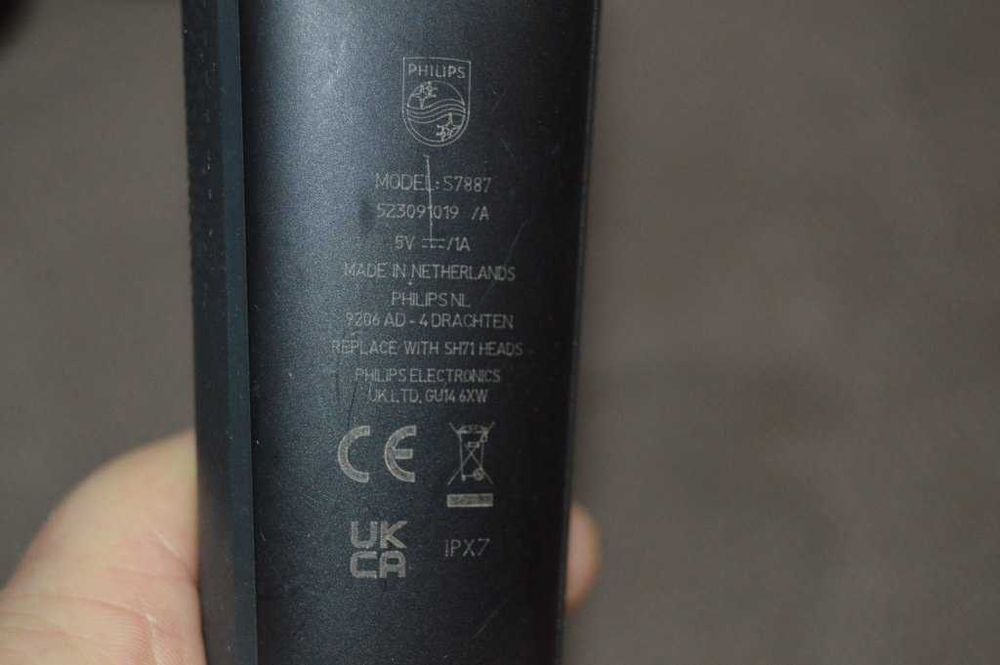 PHILIPS
MODEL: S7887
523091019 /A
5V ⎓/1A
MADE IN NETHERLANDS
PHILIPS NL
9206 AD - 4 DRACHTEN
REPLACE WITH SH71 HEADS
PHILIPS ELECTRONICS
UK LTD, GU14 6XW
CE
UK
CA
IPX7